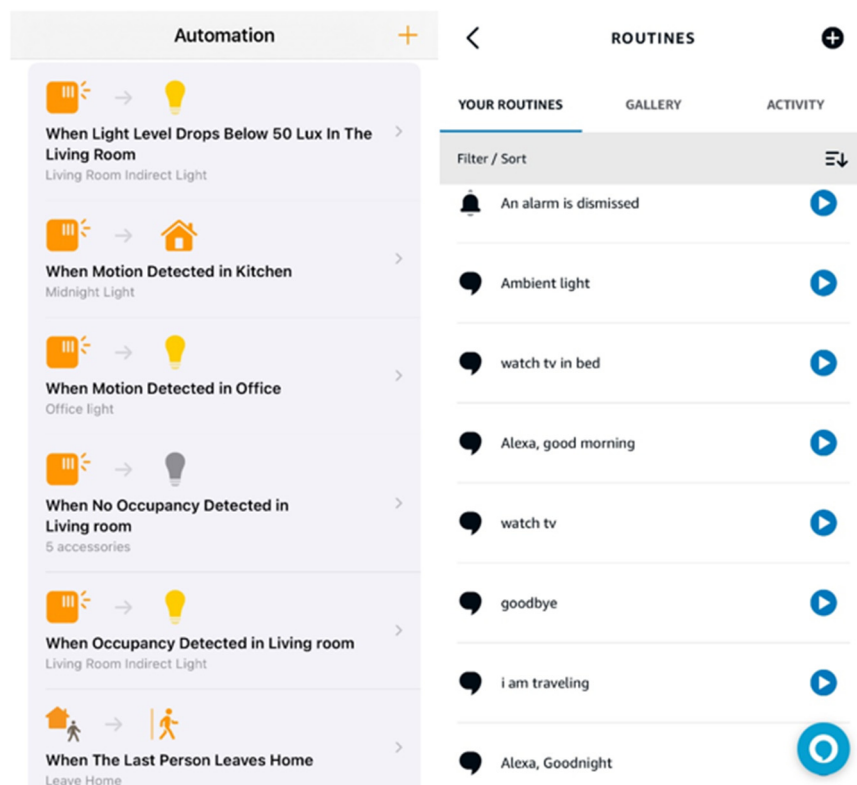 Automation
When Light Level Drops Below 50 Lux In The
Living Room
Living Room Indirect Light
When Motion Detected in Kitchen
Midnight Light
When Motion Detected in Office
Office light
When No Occupancy Detected in
Living room
5 accessories
When Occupancy Detected in Living room
Living Room Indirect Light
When The Last Person Leaves Home
Leave Home
ROUTINES
YOUR ROUTINES GALLERY ACTIVITY
Filter / Sort
An alarm is dismissed
Ambient light
watch tv in bed
Alexa, good morning
watch tv
goodbye
i am traveling
Alexa, Goodnight